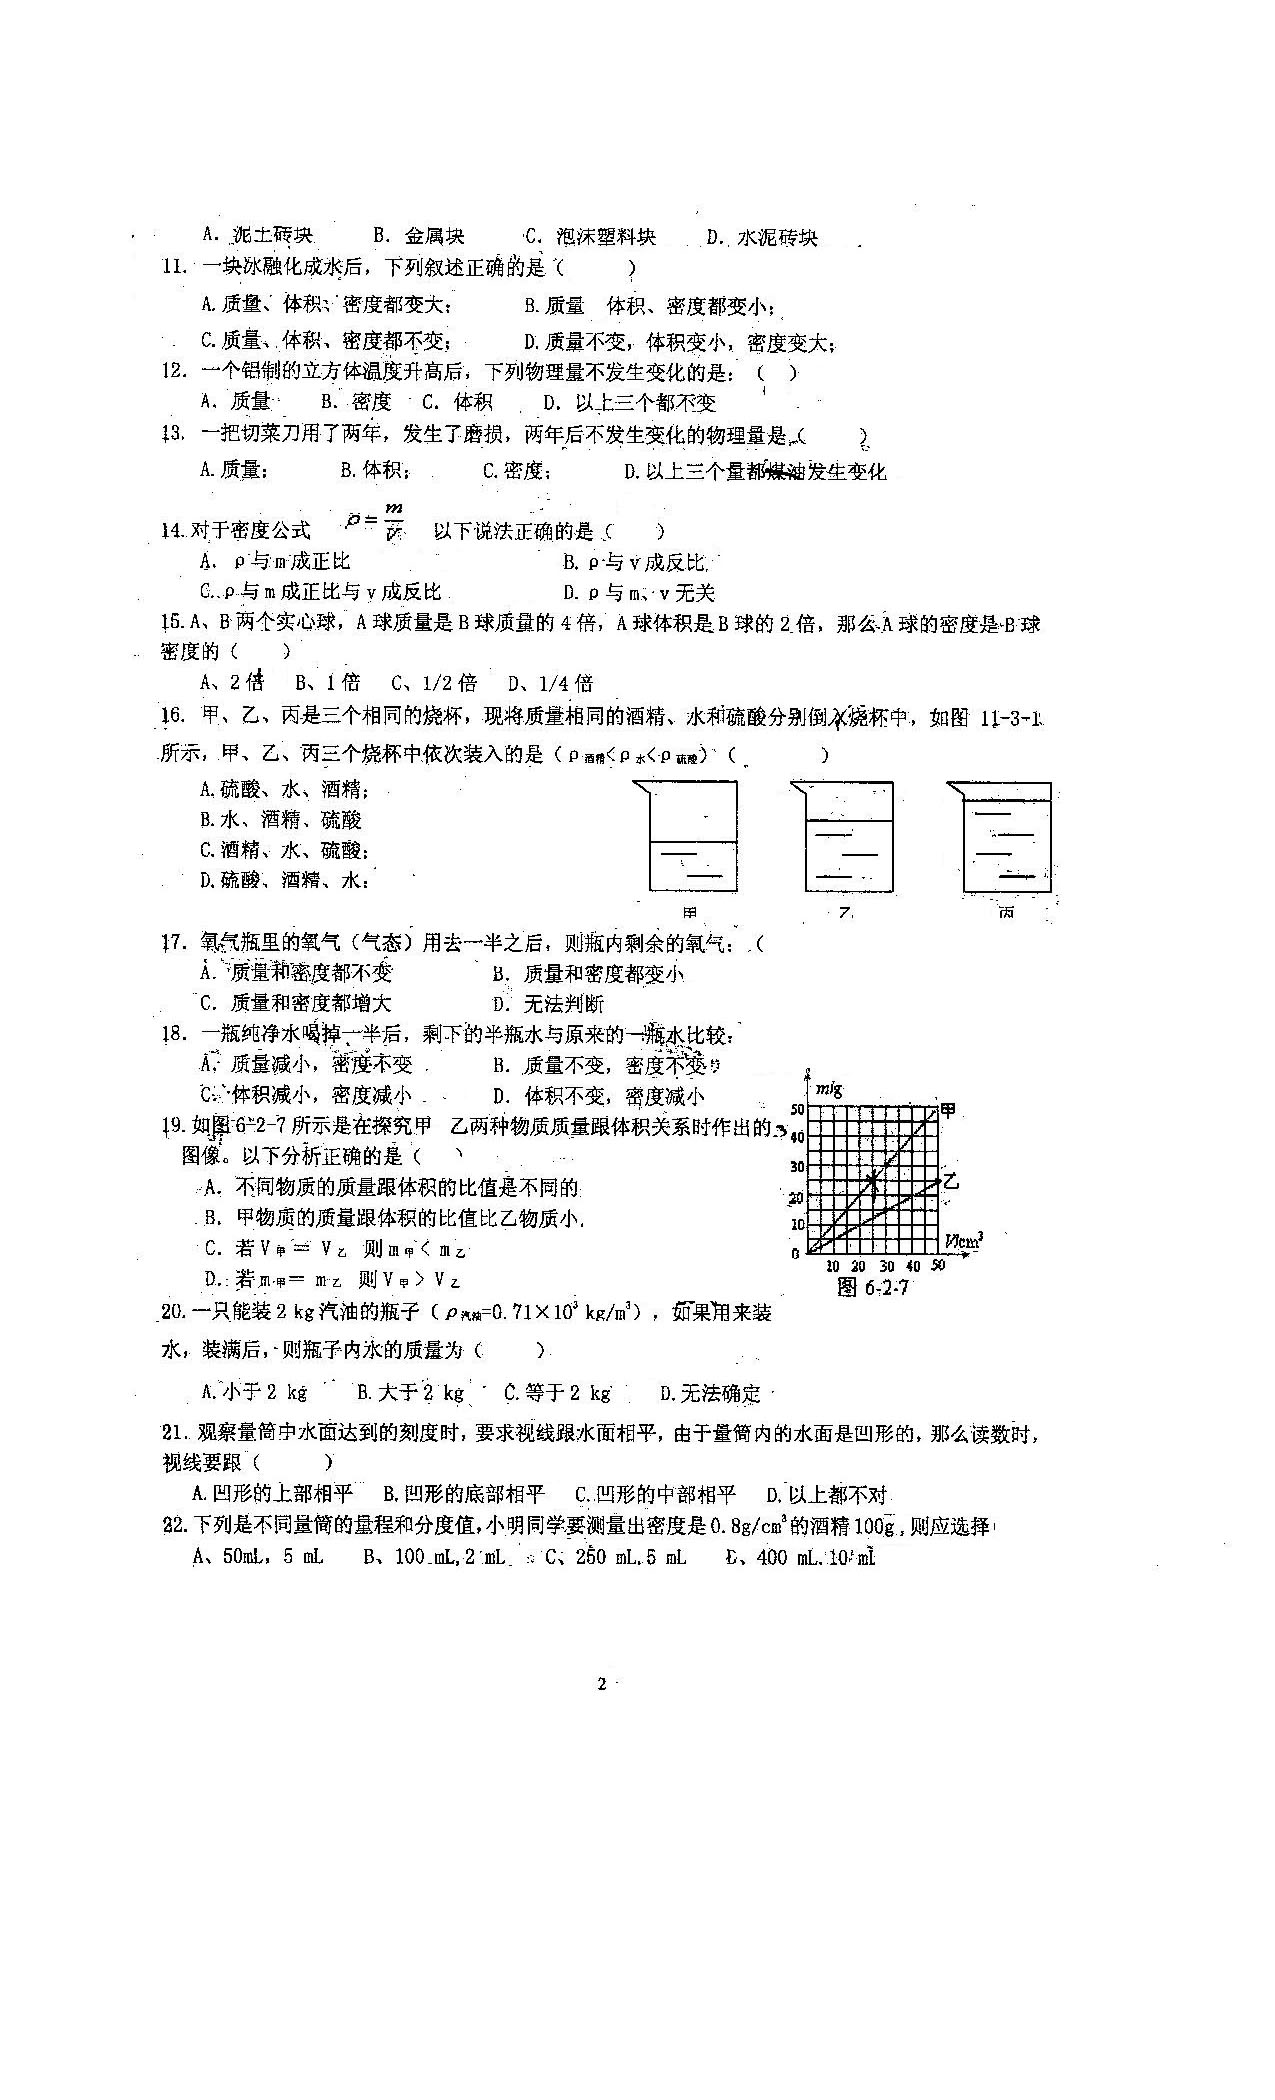 A. 泥土砖块 B. 金属块 C. 泡沫塑料块 D. 水泥砖块
11. 一块冰融化成水后，下列叙述正确的是（ ）
A.质量、体积、密度都变大； B.质量 体积、密度都变小；
C.质量、体积、密度都不变； D.质量不变，体积变小，密度变大；
12. 一个铝制的立方体温度升高后，下列物理量不发生变化的是：（ ）
A. 质量 B. 密度 C. 体积 D. 以上三个都不变
13. 一把切菜刀用了两年，发生了磨损，两年后不发生变化的物理量是（ ）
A.质量； B.体积； C.密度； D.以上三个量都煤油发生变化
14.对于密度公式 ρ=m/V 以下说法正确的是（ ）
A. ρ与m成正比 B. ρ与v成反比
C. ρ与m成正比与v成反比 D. ρ与m、v无关
15.A、B两个实心球，A球质量是B球质量的4倍，A球体积是B球的2倍，那么A球的密度是B球
密度的（ ）
A、2倍 B、1倍 C、1/2倍 D、1/4倍
16. 甲、乙、丙是三个相同的烧杯，现将质量相同的酒精、水和硫酸分别倒入烧杯中，如图 11-3-1
所示，甲、乙、丙三个烧杯中依次装入的是（ρ酒精<ρ水<ρ硫酸）（ ）
A.硫酸、水、酒精；
B.水、酒精、硫酸
C.酒精、水、硫酸；
D.硫酸、酒精、水；
甲 乙 丙
17. 氧气瓶里的氧气（气态）用去一半之后，则瓶内剩余的氧气：（
A. 质量和密度都不变 B. 质量和密度都变小
C. 质量和密度都增大 D. 无法判断
18. 一瓶纯净水喝掉一半后，剩下的半瓶水与原来的一瓶水比较：
A. 质量减小，密度不变 B. 质量不变，密度不变
C. 体积减小，密度减小 D. 体积不变，密度减小
19.如图6-2-7所示是在探究甲 乙两种物质质量跟体积关系时作出的
图像。以下分析正确的是（ ）
A. 不同物质的质量跟体积的比值是不同的
B. 甲物质的质量跟体积的比值比乙物质小
C. 若V甲= V乙 则m甲< m乙
D. 若m甲= m乙 则V甲> V乙
m/g
50
40
30
20
10
0
甲
乙
V/cm³
10 20 30 40 50
图 6-2-7
20.一只能装2 kg汽油的瓶子（ρ汽油=0.71×10³ kg/m³），如果用来装
水，装满后，则瓶子内水的质量为（ ）
A.小于2 kg B.大于2 kg C.等于2 kg D.无法确定
21. 观察量筒中水面达到的刻度时，要求视线跟水面相平，由于量筒内的水面是凹形的，那么读数时，
视线要跟（ ）
A.凹形的上部相平 B.凹形的底部相平 C.凹形的中部相平 D.以上都不对
22.下列是不同量筒的量程和分度值，小明同学要测量出密度是0.8g/cm³的酒精100g，则应选择
A、50mL，5 mL B、100 mL，2 mL C、250 mL，5 mL D、400 mL，10 mL
2